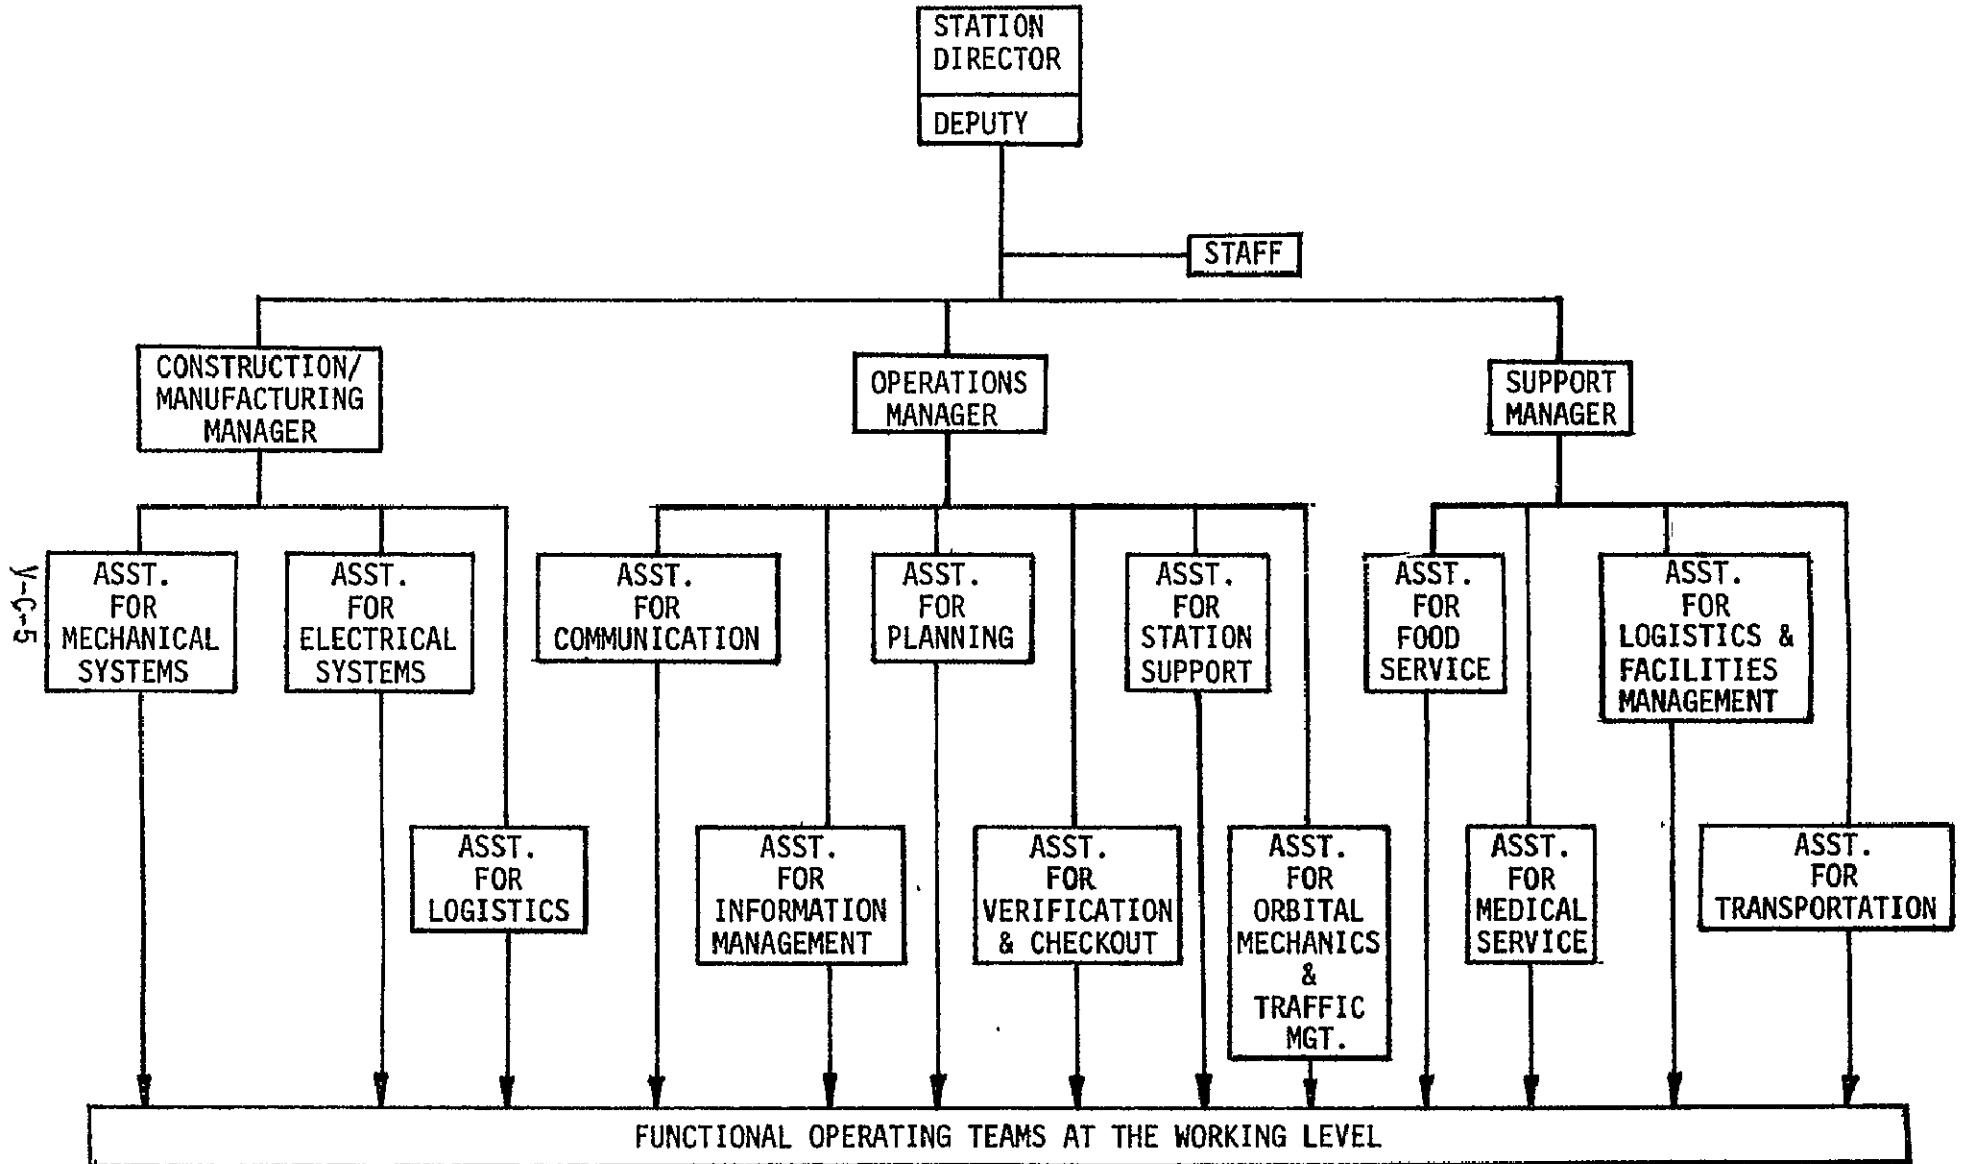 STATION
DIRECTOR
DEPUTY
STAFF
CONSTRUCTION/
MANUFACTURING
MANAGER
OPERATIONS
MANAGER
SUPPORT
MANAGER
ASST.
FOR
MECHANICAL
SYSTEMS
ASST.
FOR
ELECTRICAL
SYSTEMS
ASST.
FOR
COMMUNICATION
ASST.
FOR
PLANNING
ASST.
FOR
STATION
SUPPORT
ASST.
FOR
FOOD
SERVICE
ASST.
FOR
LOGISTICS &
FACILITIES
MANAGEMENT
ASST.
FOR
LOGISTICS
ASST.
FOR
INFORMATION
MANAGEMENT
ASST.
FOR
VERIFICATION
& CHECKOUT
ASST.
FOR
ORBITAL
MECHANICS
&
TRAFFIC
MGT.
ASST.
FOR
MEDICAL
SERVICE
ASST.
FOR
TRANSPORTATION
FUNCTIONAL OPERATING TEAMS AT THE WORKING LEVEL
V-C-5